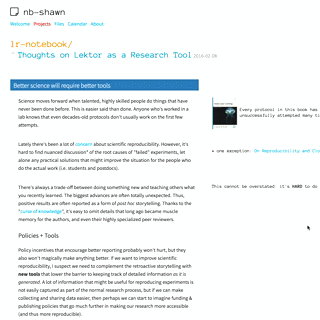 nb-shawn
Welcome Projects Files Calendar About
lr-notebook/
Thoughts on Lektor as a Research Tool 2016-02-08
Better science will require better tools
Science moves forward when talented, highly skilled people do things that have
never been done before. This is easier said than done. Anyone who's worked in a
lab knows that even decades-old protocols don't usually work on the first few
attempts.
Every protocol in this book has
unsuccessfully attempted many ti
Lately there's been a lot of concern about scientific reproducibility. However, it's
hard to find nuanced discussion* of the root causes of "failed" experiments, let
alone any practical solutions that might improve the situation for the people who
do the actual work (i.e. students and postdocs).
* one exception: On Reproducibility and Clo
There's always a trade-off between doing something new and teaching others what
you recently learned. The biggest advances are often totally unexpected. Thus,
positive results are often reported as a form of post hoc storytelling. Thanks to the
"curse of knowledge", it's easy to omit details that long ago became muscle
memory for the authors, and even their highly specialized peer reviewers.
This cannot be overstated: it's HARD to do
Policy + Tools
Policy incentives that encourage better reporting probably won't hurt, but they
also won't magically make anything better. If we want to improve scientific
reproducibility, I suspect we need to complement the retroactive storytelling with
new tools that lower the barrier to keeping track of detailed information as it is
generated. A lot of information that might be useful for reproducing experiments is
not easily captured as part of the normal research process, but if we can make
collecting and sharing data easier, then perhaps we can start to imagine funding &
publishing policies that go much further in making our research more accessible
(and thus more reproducible).